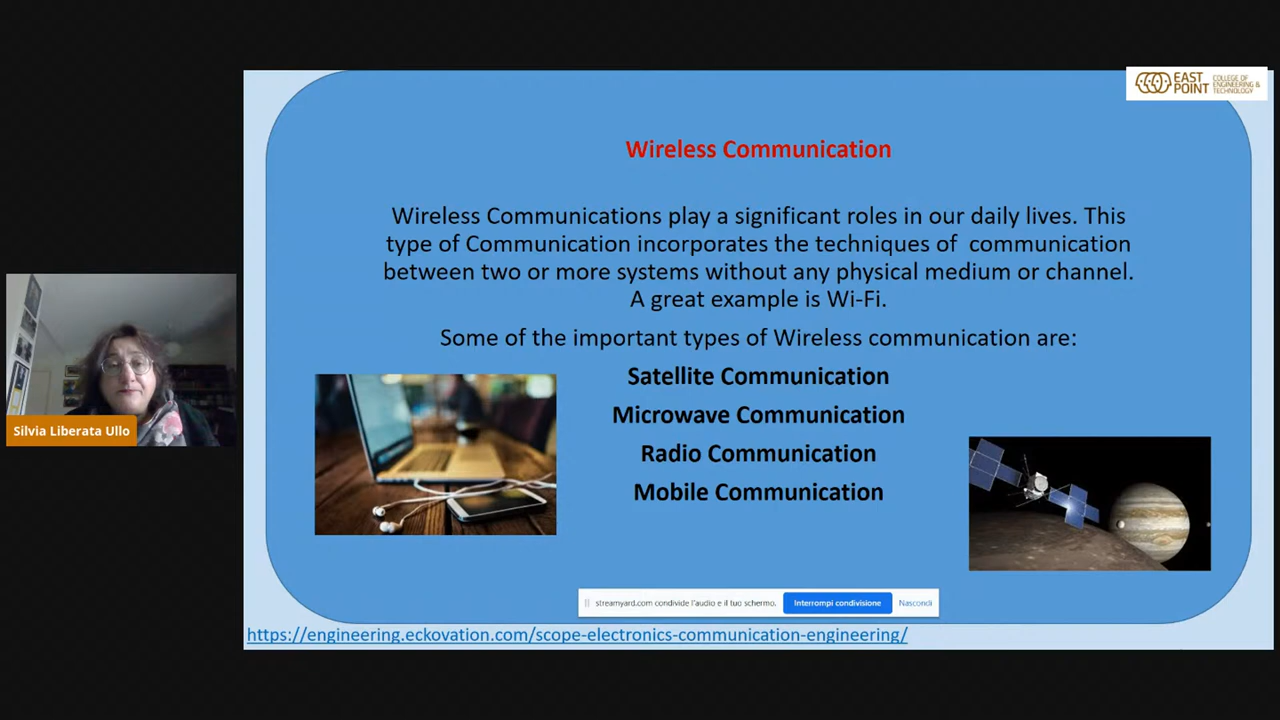 EAST
POINT
COLLEGE OF
ENGINEERING &
TECHNOLOGY
Wireless Communication
Wireless Communications play a significant roles in our daily lives. This
type of Communication incorporates the techniques of communication
between two or more systems without any physical medium or channel.
A great example is Wi-Fi.
Some of the important types of Wireless communication are:
Satellite Communication
Microwave Communication
Radio Communication
Mobile Communication
Silvia Liberata Ullo
streamyard.com condivide l'audio e il tuo schermo. Interrompi condivisione Nascondi
https://engineering.eckovation.com/scope-electronics-communication-engineering/